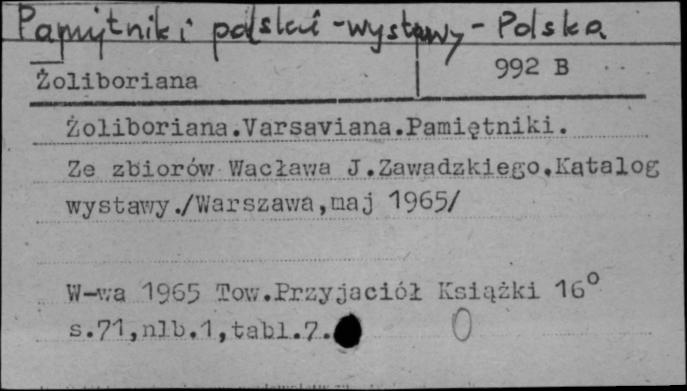 Pamiętniki polskie - wystawy - Polska
Żoliboriana 992 B
Żoliboriana.Varsaviana.Pamiętniki.
Ze zbiorów Wacława J.Zawadzkiego.Katalog
wystawy./Warszawa,maj 1965/
W-wa 1965 Tow.Przyjaciół Książki 16°
s.71,nlb.1,tabl.7.